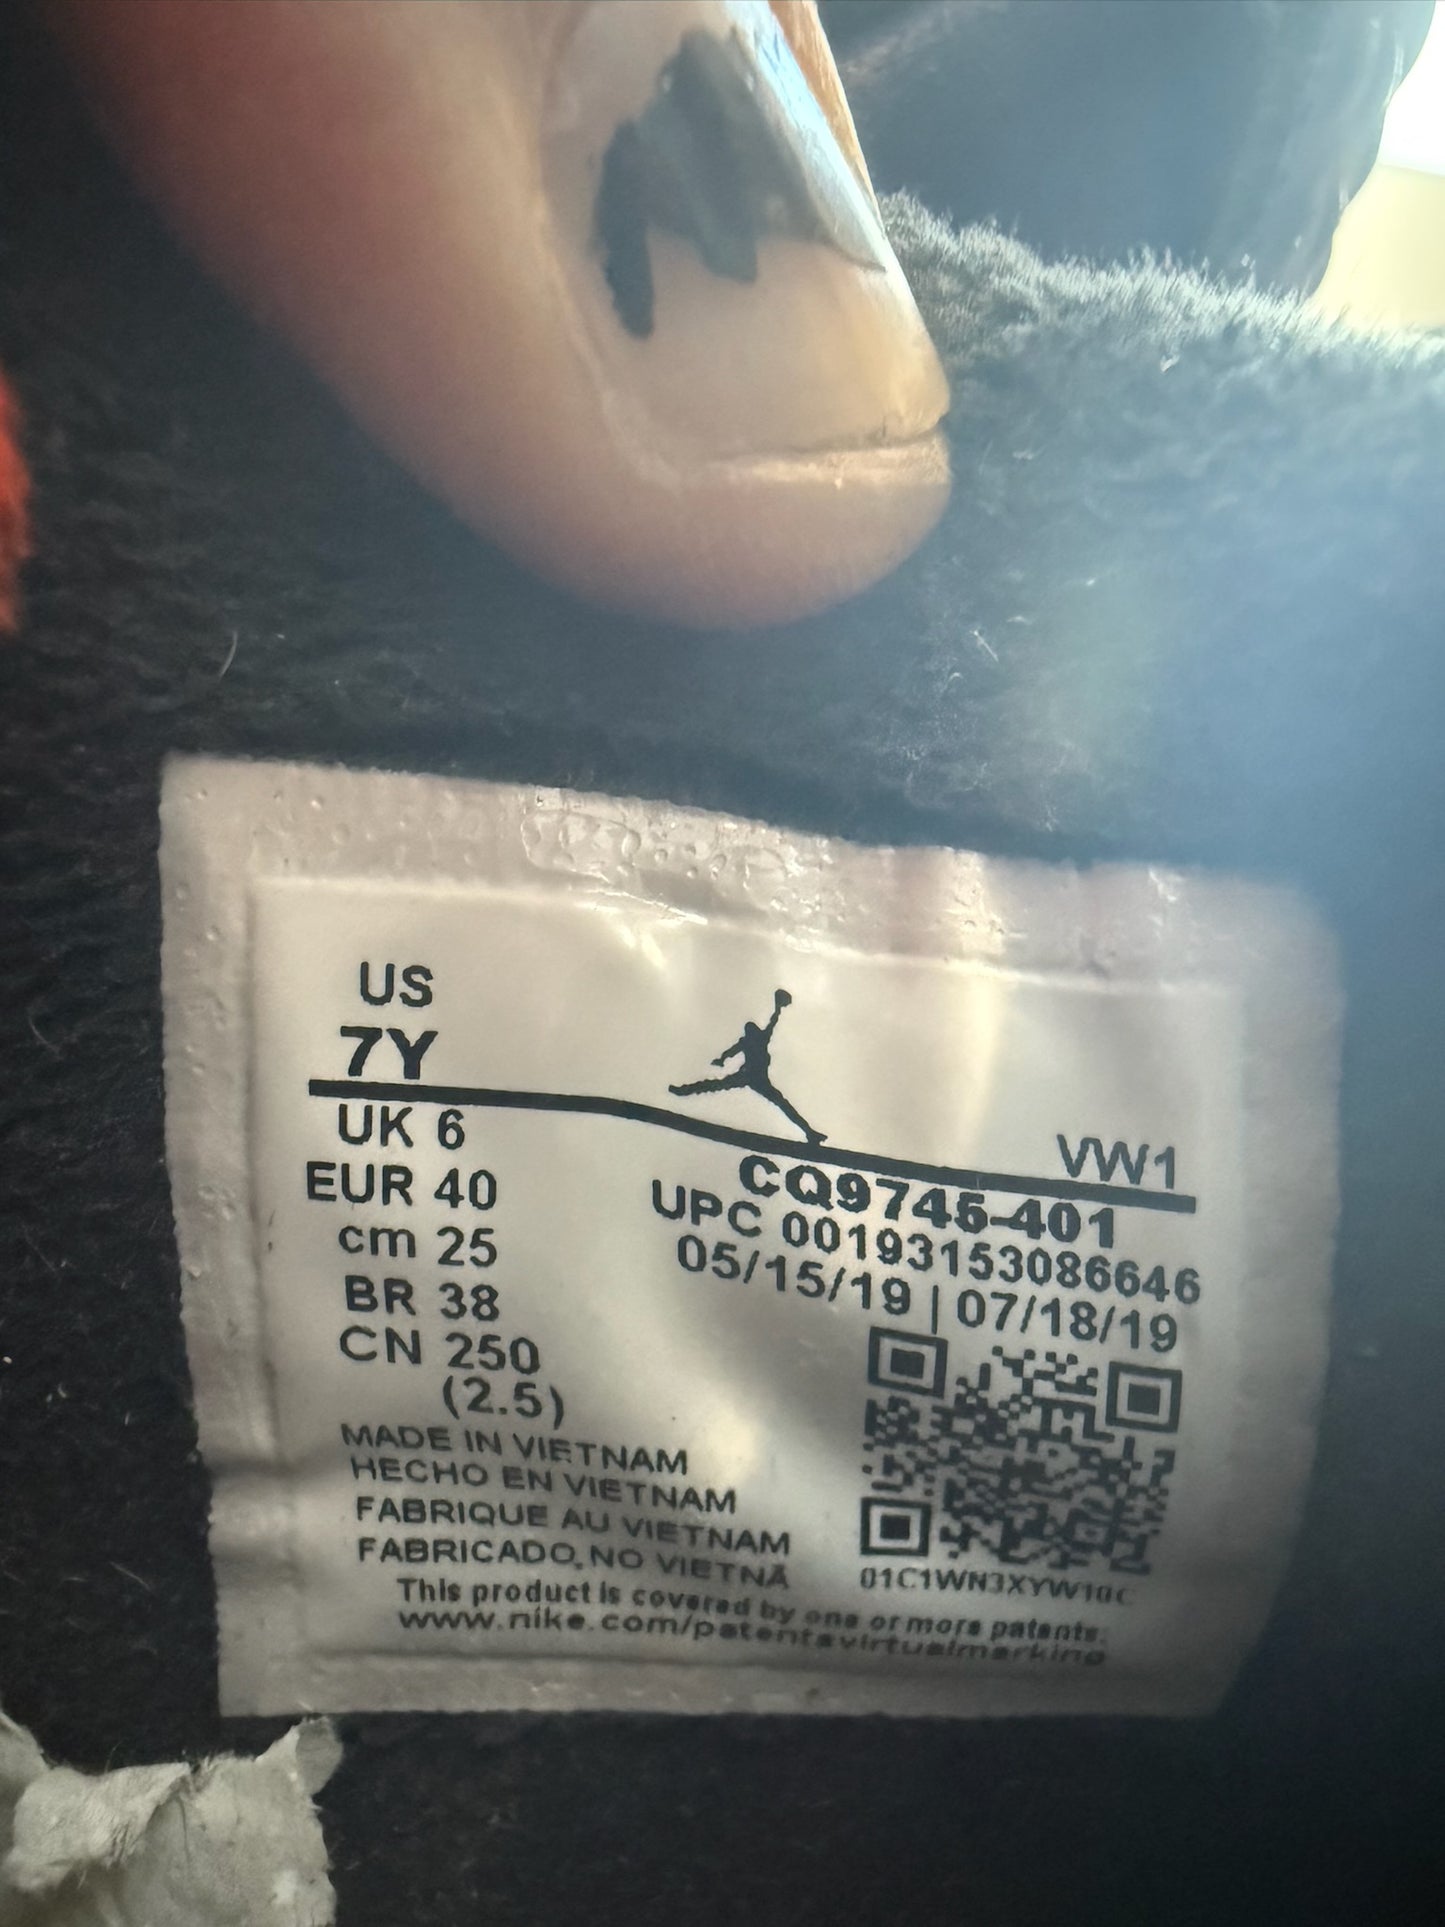 US
7Y
UK 6
EUR 40
cm 25
BR 38
CN 250
(2.5)
VW1
CQ9745-401
UPC 00193153086646
05/15/19 | 07/18/19
MADE IN VIETNAM
HECHO EN VIETNAM
FABRIQUE AU VIETNAM
FABRICADO NO VIETNÃ
01C1WN3XYW10C
This product is covered by one or more patents.
www.nike.com/patentsvirtualmarking